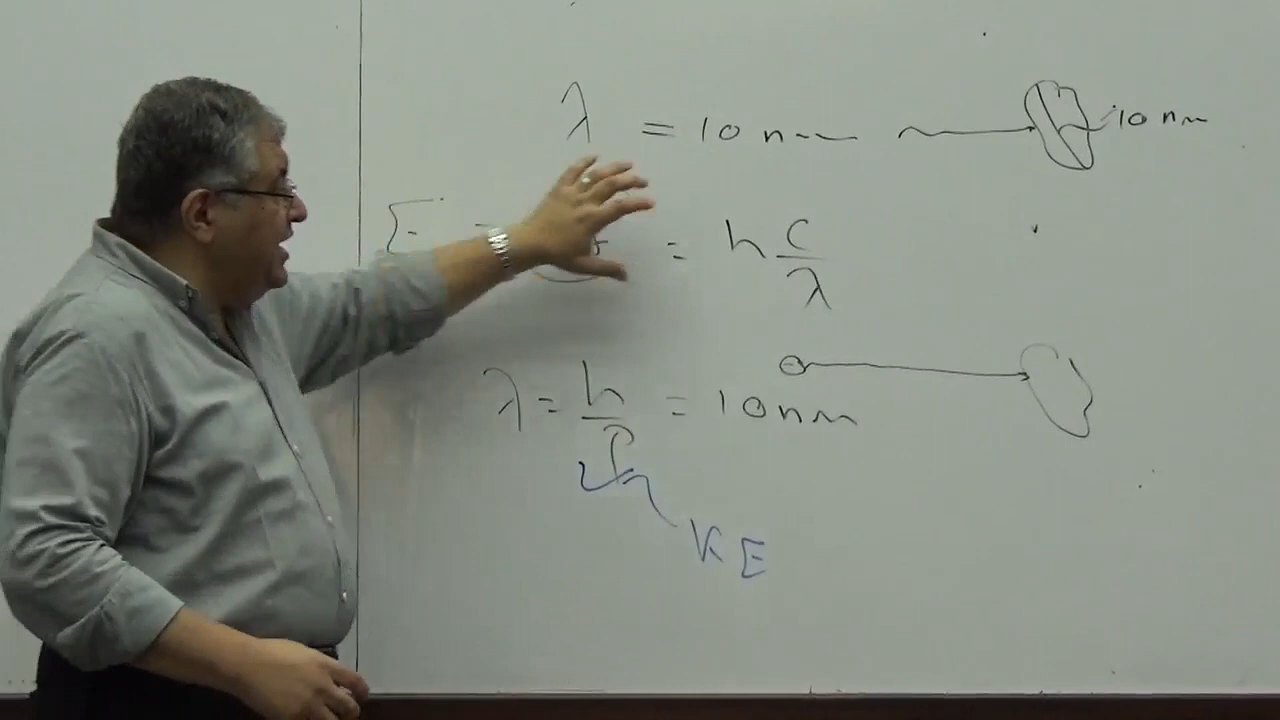 λ = 10 nm
10 nm
E = = h c/λ
λ = h/p = 10 nm
KE